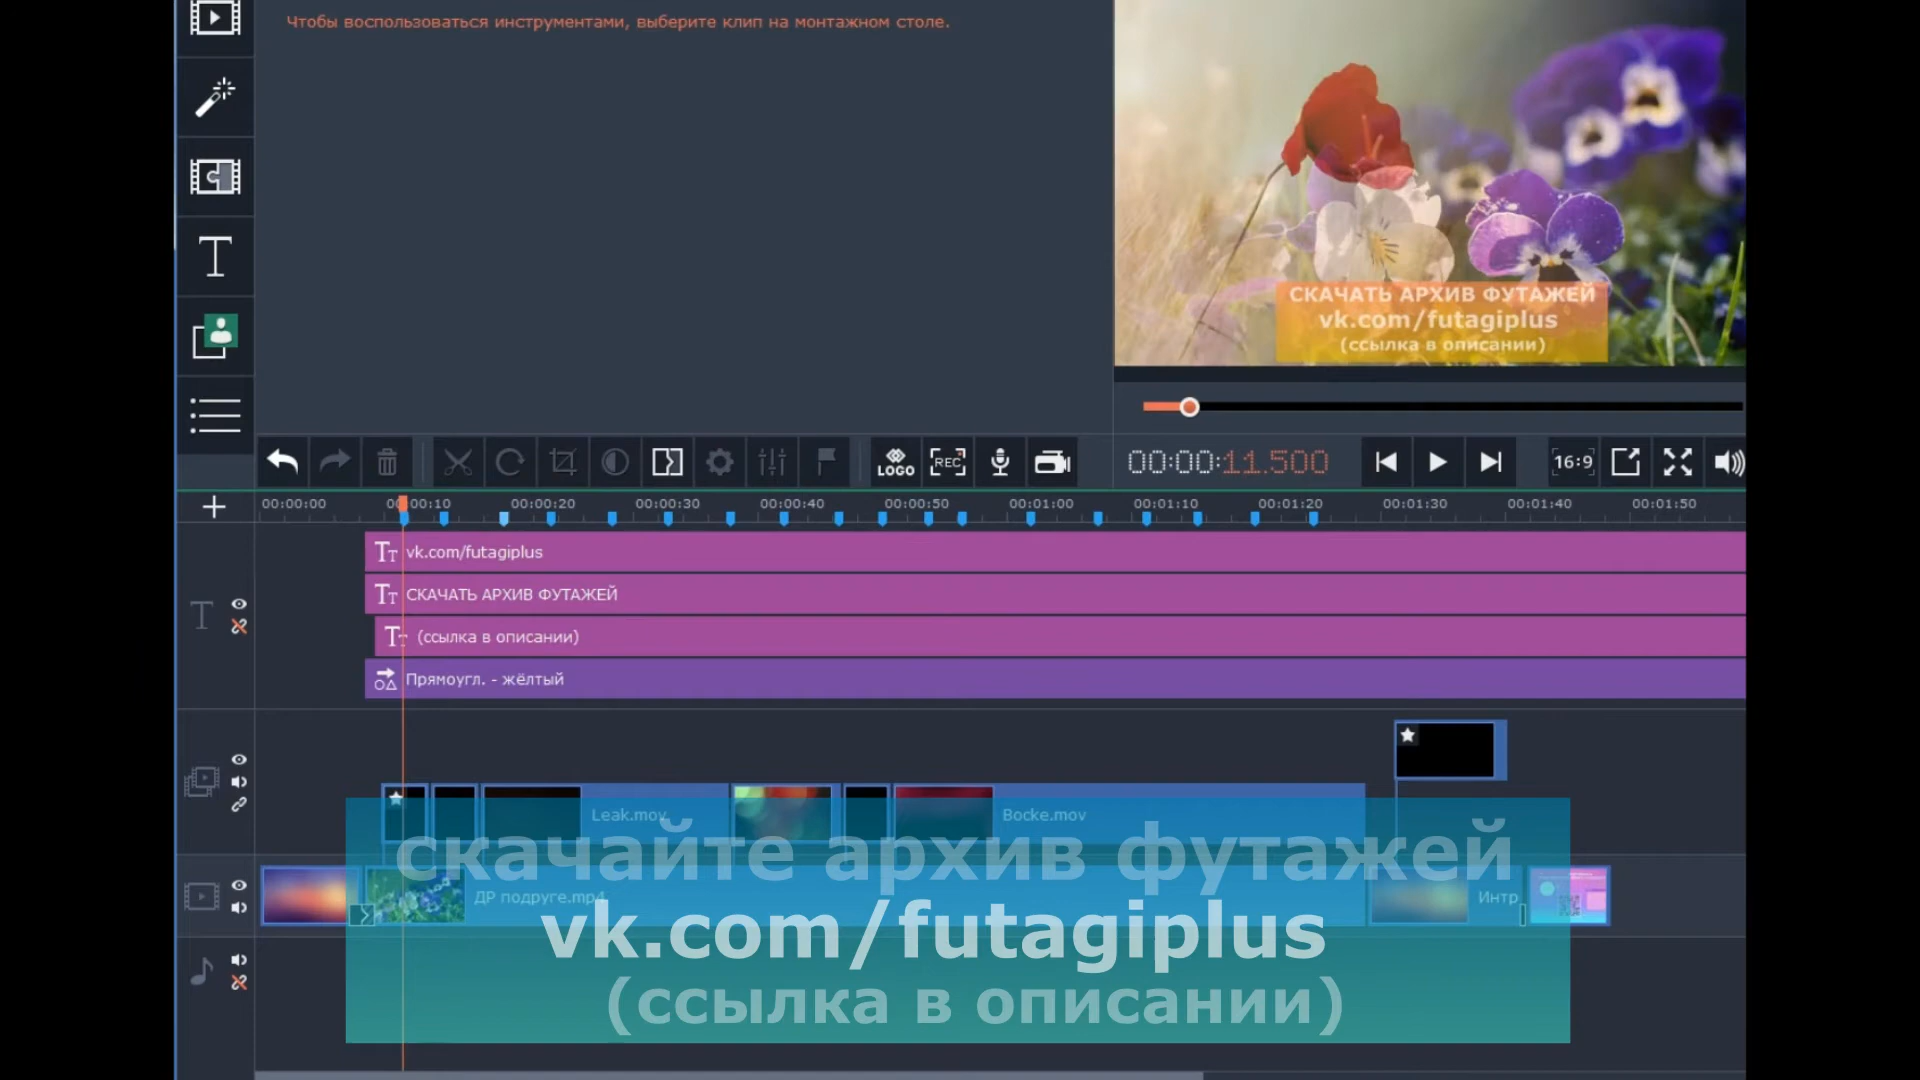 Чтобы воспользоваться инструментами, выберите клип на монтажном столе.
СКАЧАТЬ АРХИВ ФУТАЖЕЙ
vk.com/futagiplus
(ссылка в описании)
LOGO
REC
00:00:11.500
16:9
00:00:00
00:00:20
00:00:30
00:00:40
00:00:50
00:01:00
00:01:10
00:01:20
00:01:30
00:01:40
00:01:50
vk.com/futagiplus
СКАЧАТЬ АРХИВ ФУТАЖЕЙ
(ссылка в описании)
Прямоугл. - жёлтый
Leak.mov
Bocke.mov
скачайте архив футажей
ДР подруге.mp4
Интр
vk.com/futagiplus
(ссылка в описании)